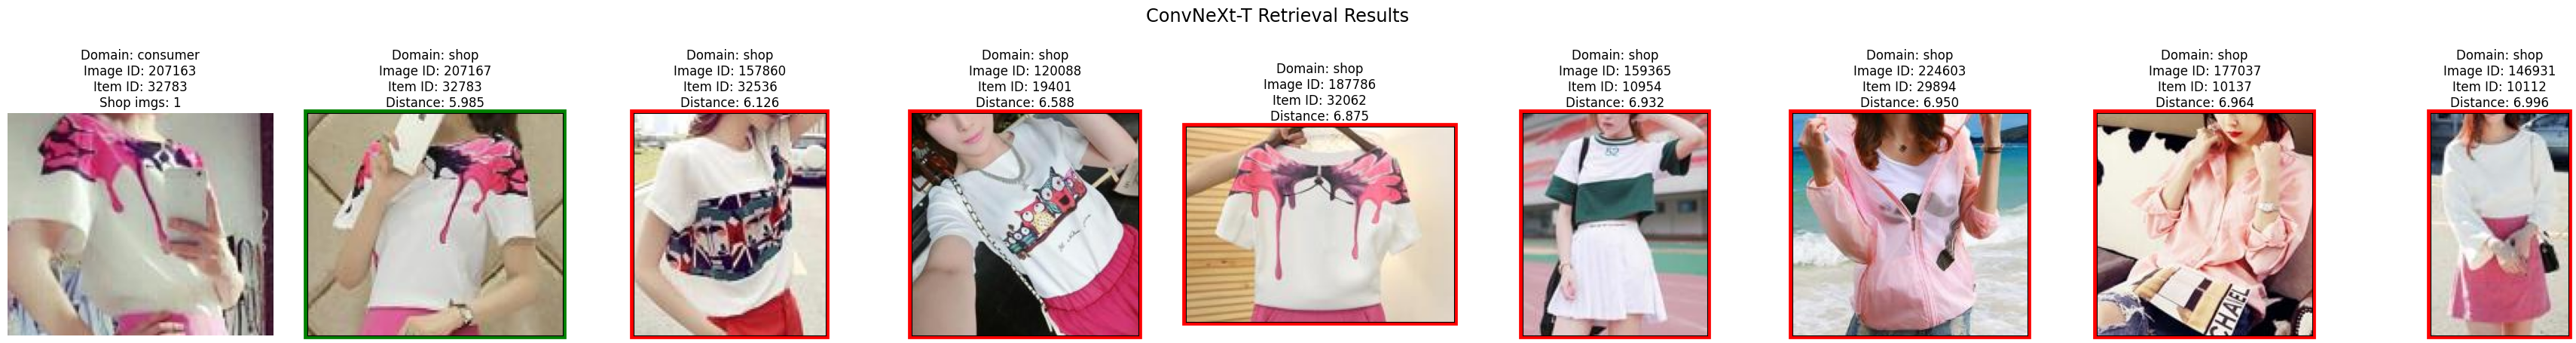 ConvNeXt-T Retrieval Results
Domain: consumer
Image ID: 207163
Item ID: 32783
Shop imgs: 1
Domain: shop
Image ID: 207167
Item ID: 32783
Distance: 5.985
Domain: shop
Image ID: 157860
Item ID: 32536
Distance: 6.126
Domain: shop
Image ID: 120088
Item ID: 19401
Distance: 6.588
Domain: shop
Image ID: 187786
Item ID: 32062
Distance: 6.875
Domain: shop
Image ID: 159365
Item ID: 10954
Distance: 6.932
Domain: shop
Image ID: 224603
Item ID: 29894
Distance: 6.950
Domain: shop
Image ID: 177037
Item ID: 10137
Distance: 6.964
Domain: shop
Image ID: 146931
Item ID: 10112
Distance: 6.996
52
CHAEL